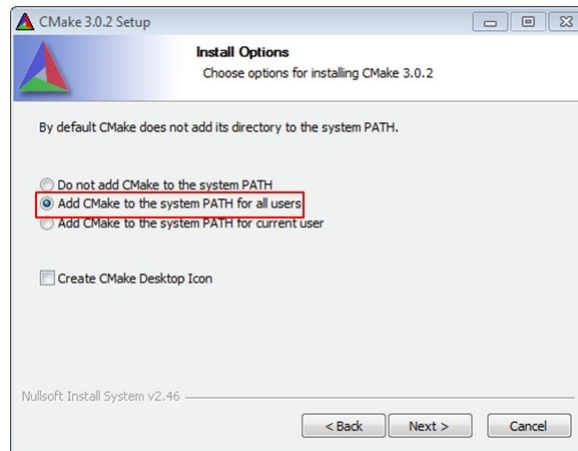 CMake 3.0.2 Setup
Install Options
Choose options for installing CMake 3.0.2
By default CMake does not add its directory to the system PATH.
Do not add CMake to the system PATH
Add CMake to the system PATH for all users
Add CMake to the system PATH for current user
Create CMake Desktop Icon
Nullsoft Install System v2.46
< Back Next > Cancel